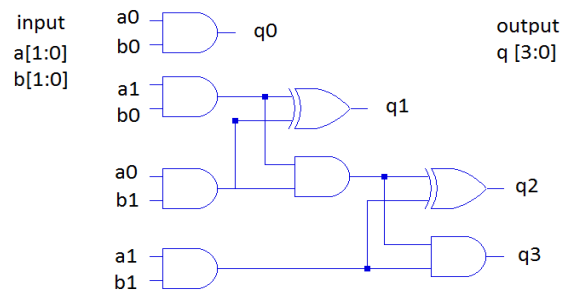 input
a[1:0]
b[1:0]
output
q [3:0]
a0
b0
q0
a1
b0
q1
a0
b1
q2
a1
b1
q3